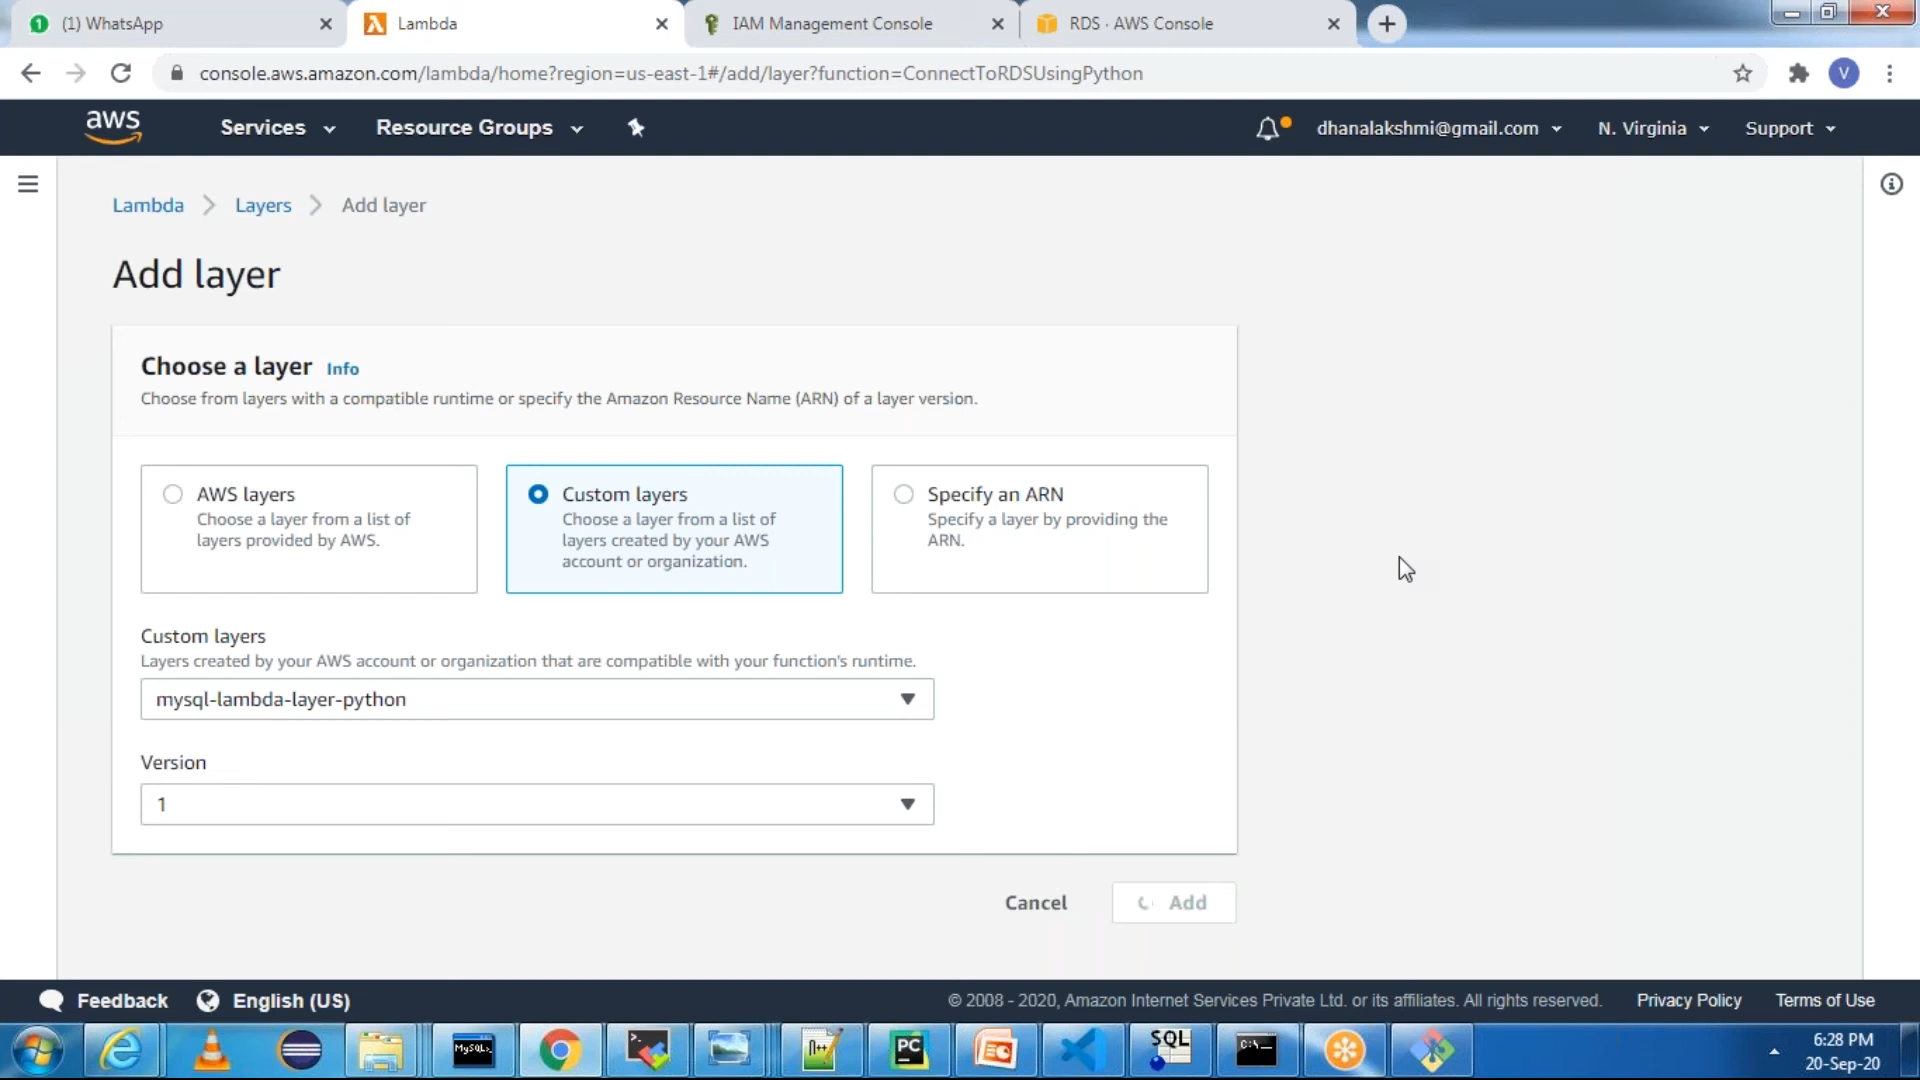 1 (1) WhatsApp
Lambda
IAM Management Console
RDS · AWS Console
console.aws.amazon.com/lambda/home?region=us-east-1#/add/layer?function=ConnectToRDSUsingPython
V
aws
Services
Resource Groups
dhanalakshmi@gmail.com
N. Virginia
Support
Lambda
Layers
Add layer
Add layer
Choose a layer Info
Choose from layers with a compatible runtime or specify the Amazon Resource Name (ARN) of a layer version.
AWS layers
Choose a layer from a list of
layers provided by AWS.
Custom layers
Choose a layer from a list of
layers created by your AWS
account or organization.
Specify an ARN
Specify a layer by providing the
ARN.
Custom layers
Layers created by your AWS account or organization that are compatible with your function's runtime.
mysql-lambda-layer-python
Version
1
Cancel
Add
Feedback
English (US)
© 2008 - 2020, Amazon Internet Services Private Ltd. or its affiliates. All rights reserved.
Privacy Policy
Terms of Use
MySQL>
PC
SQL
C:\
6:28 PM
20-Sep-20